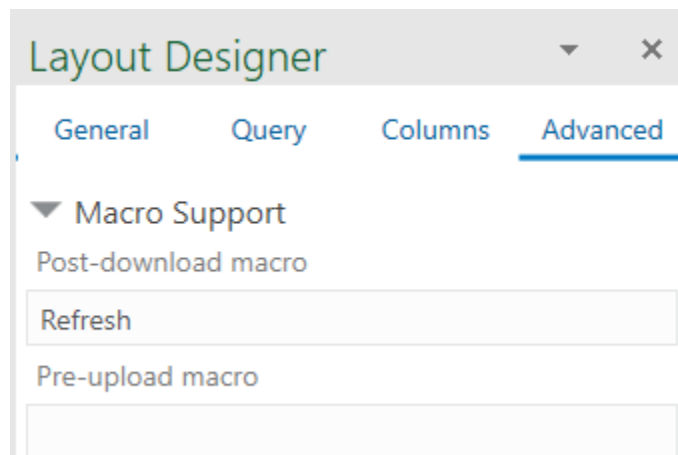 Layout Designer
General Query Columns Advanced
Macro Support
Post-download macro
Refresh
Pre-upload macro